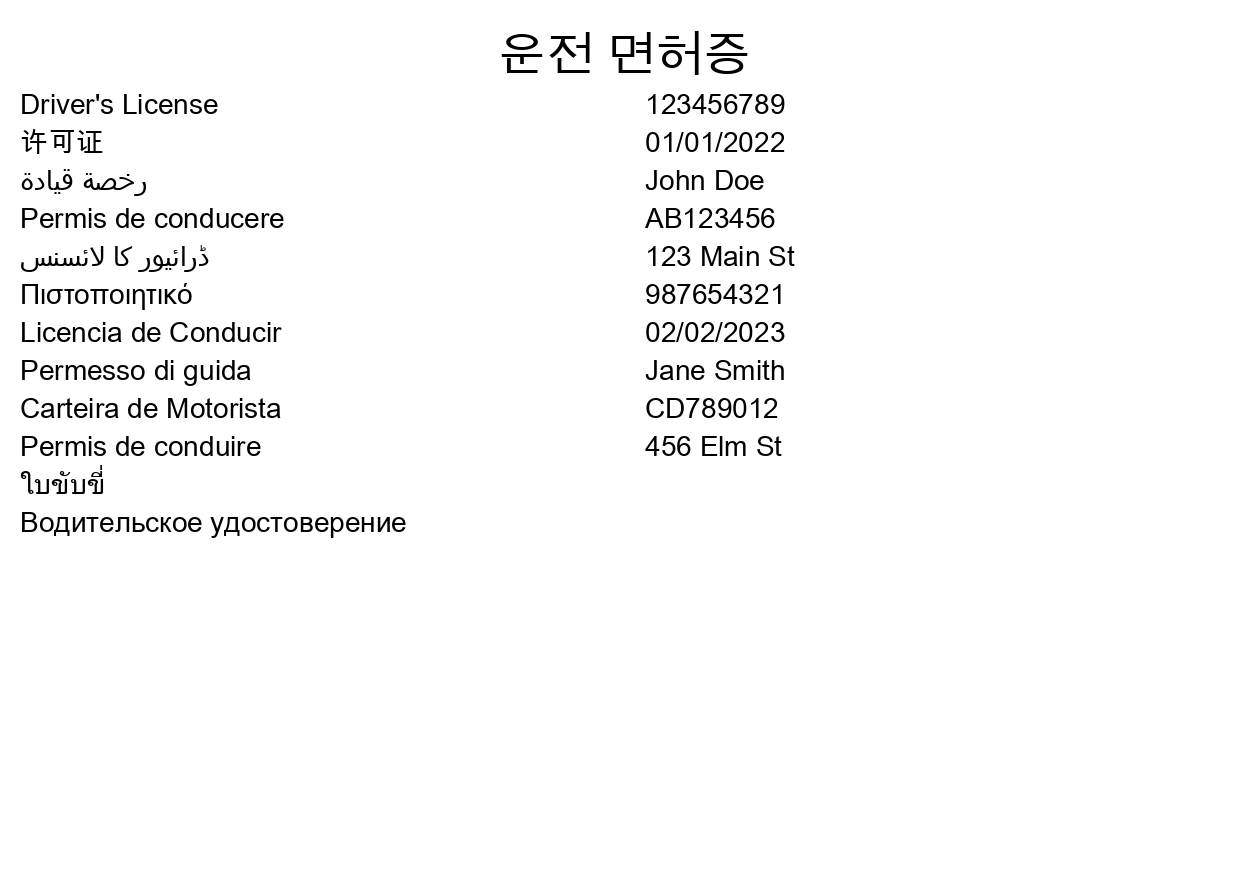 운전 면허증
Driver's License 123456789
许可证 01/01/2022
رخصة قيادة John Doe
Permis de conducere AB123456
ڈرائیور کا لائسنس 123 Main St
Πιστοποιητικό 987654321
Licencia de Conducir 02/02/2023
Permesso di guida Jane Smith
Carteira de Motorista CD789012
Permis de conduire 456 Elm St
ใบขับขี่
Водительское удостоверение